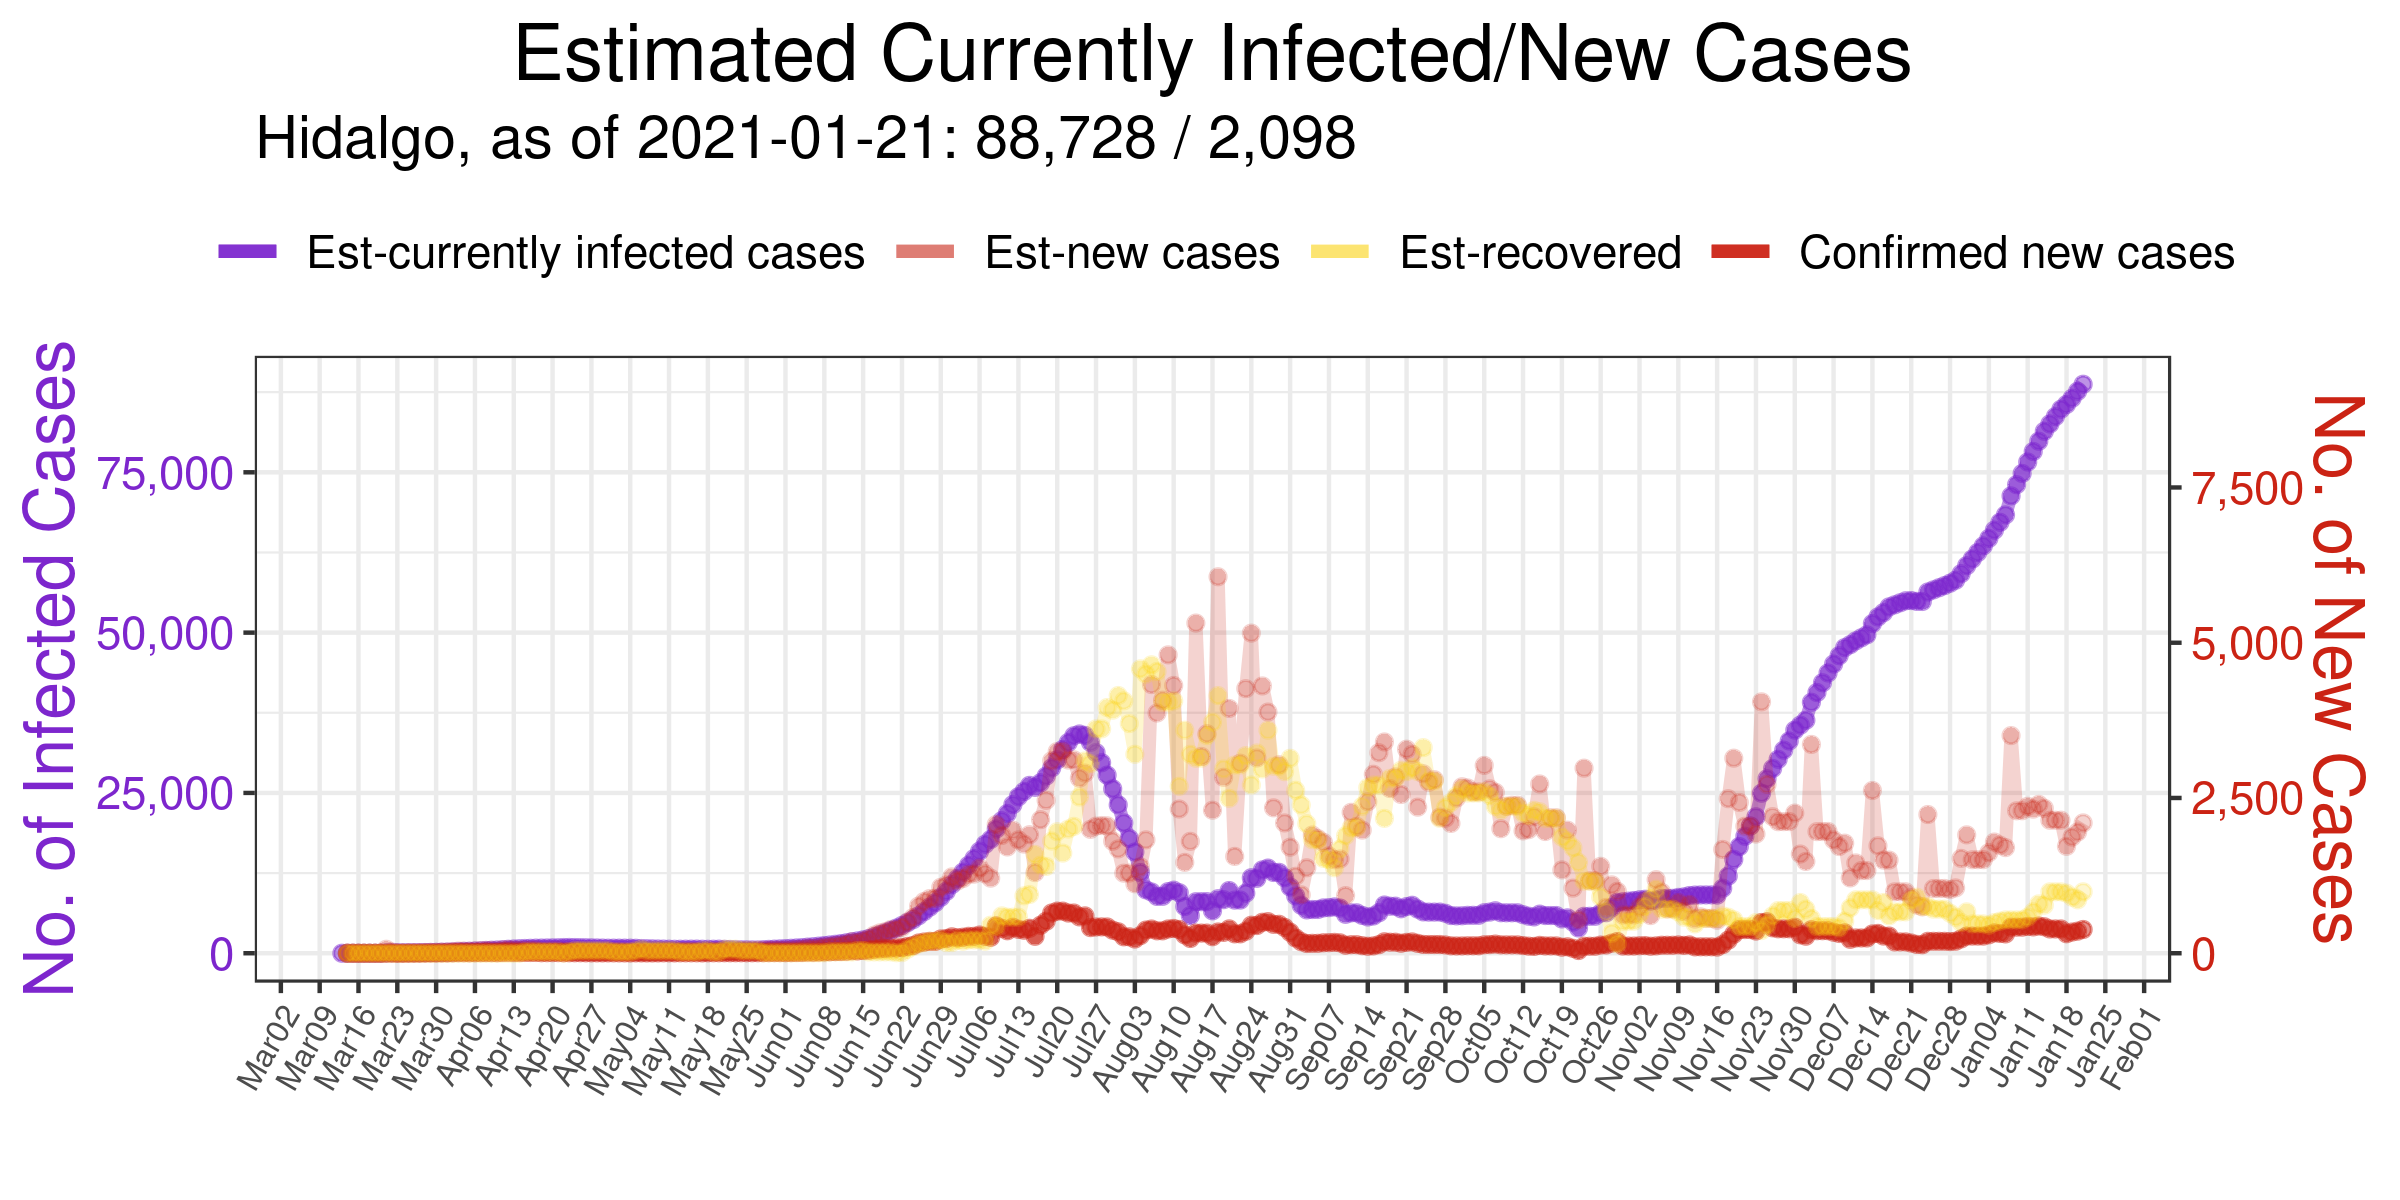 Estimated Currently Infected/New Cases
Hidalgo, as of 2021-01-21: 88,728 / 2,098
Est-currently infected cases Est-new cases Est-recovered Confirmed new cases
No. of Infected Cases
75,000
50,000
25,000
0
7,500
5,000
2,500
0
No. of New Cases
Mar02 Mar09 Mar16 Mar23 Mar30 Apr06 Apr13 Apr20 Apr27 May04 May11 May18 May25 Jun01 Jun08 Jun15 Jun22 Jun29 Jul06 Jul13 Jul20 Jul27 Aug03 Aug10 Aug17 Aug24 Aug31 Sep07 Sep14 Sep21 Sep28 Oct05 Oct12 Oct19 Oct26 Nov02 Nov09 Nov16 Nov23 Nov30 Dec07 Dec14 Dec21 Dec28 Jan04 Jan11 Jan18 Jan25 Feb01